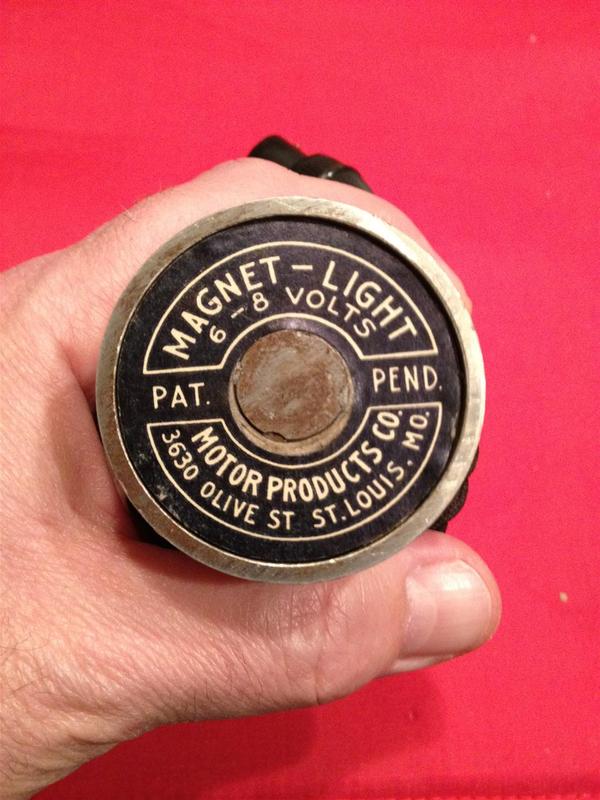 MAGNET-LIGHT
6-8 VOLTS
PAT. PEND.
MOTOR PRODUCTS CO.
3630 OLIVE ST ST. LOUIS. MO.